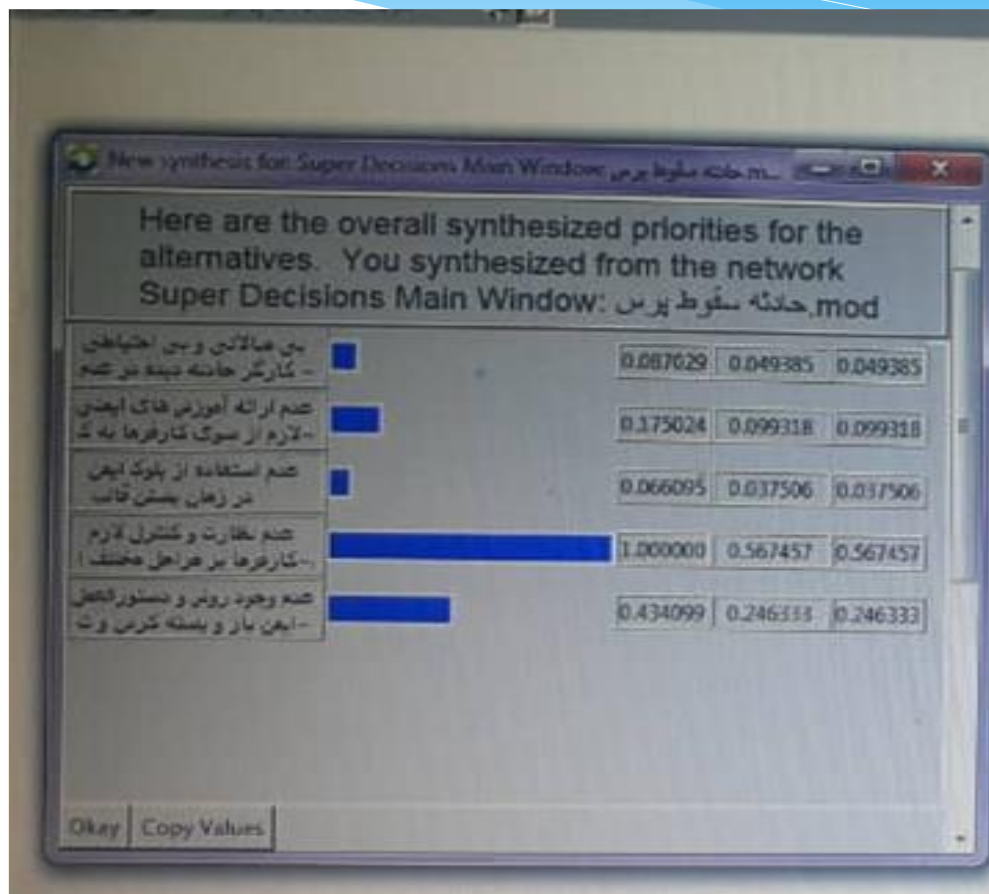 New synthesis for: Super Decisions Main Window: حادثه سقوط پرس.m...
Here are the overall synthesized priorities for the
alternatives. You synthesized from the network
Super Decisions Main Window: حادثه سقوط پرس.mod
بی مبالاتی و بی احتیاطی
کارگر حادثه دیده در عدم -
0.087029 0.049385 0.049385
عدم ارائه آموزش های ایمنی
لازم از سوی کارفرما به ک-
0.175024 0.099318 0.099318
عدم استفاده از بلوک ایمن
در زمان بستن قالب
0.066095 0.037506 0.037506
عدم نظارت و کنترل لازم
کارفرما بر مراحل مختلف ا-
1.000000 0.567457 0.567457
عدم وجود روش و دستورالعمل
ایمن باز و بسته کردن و ت-
0.434099 0.246333 0.246333
Okay Copy Values